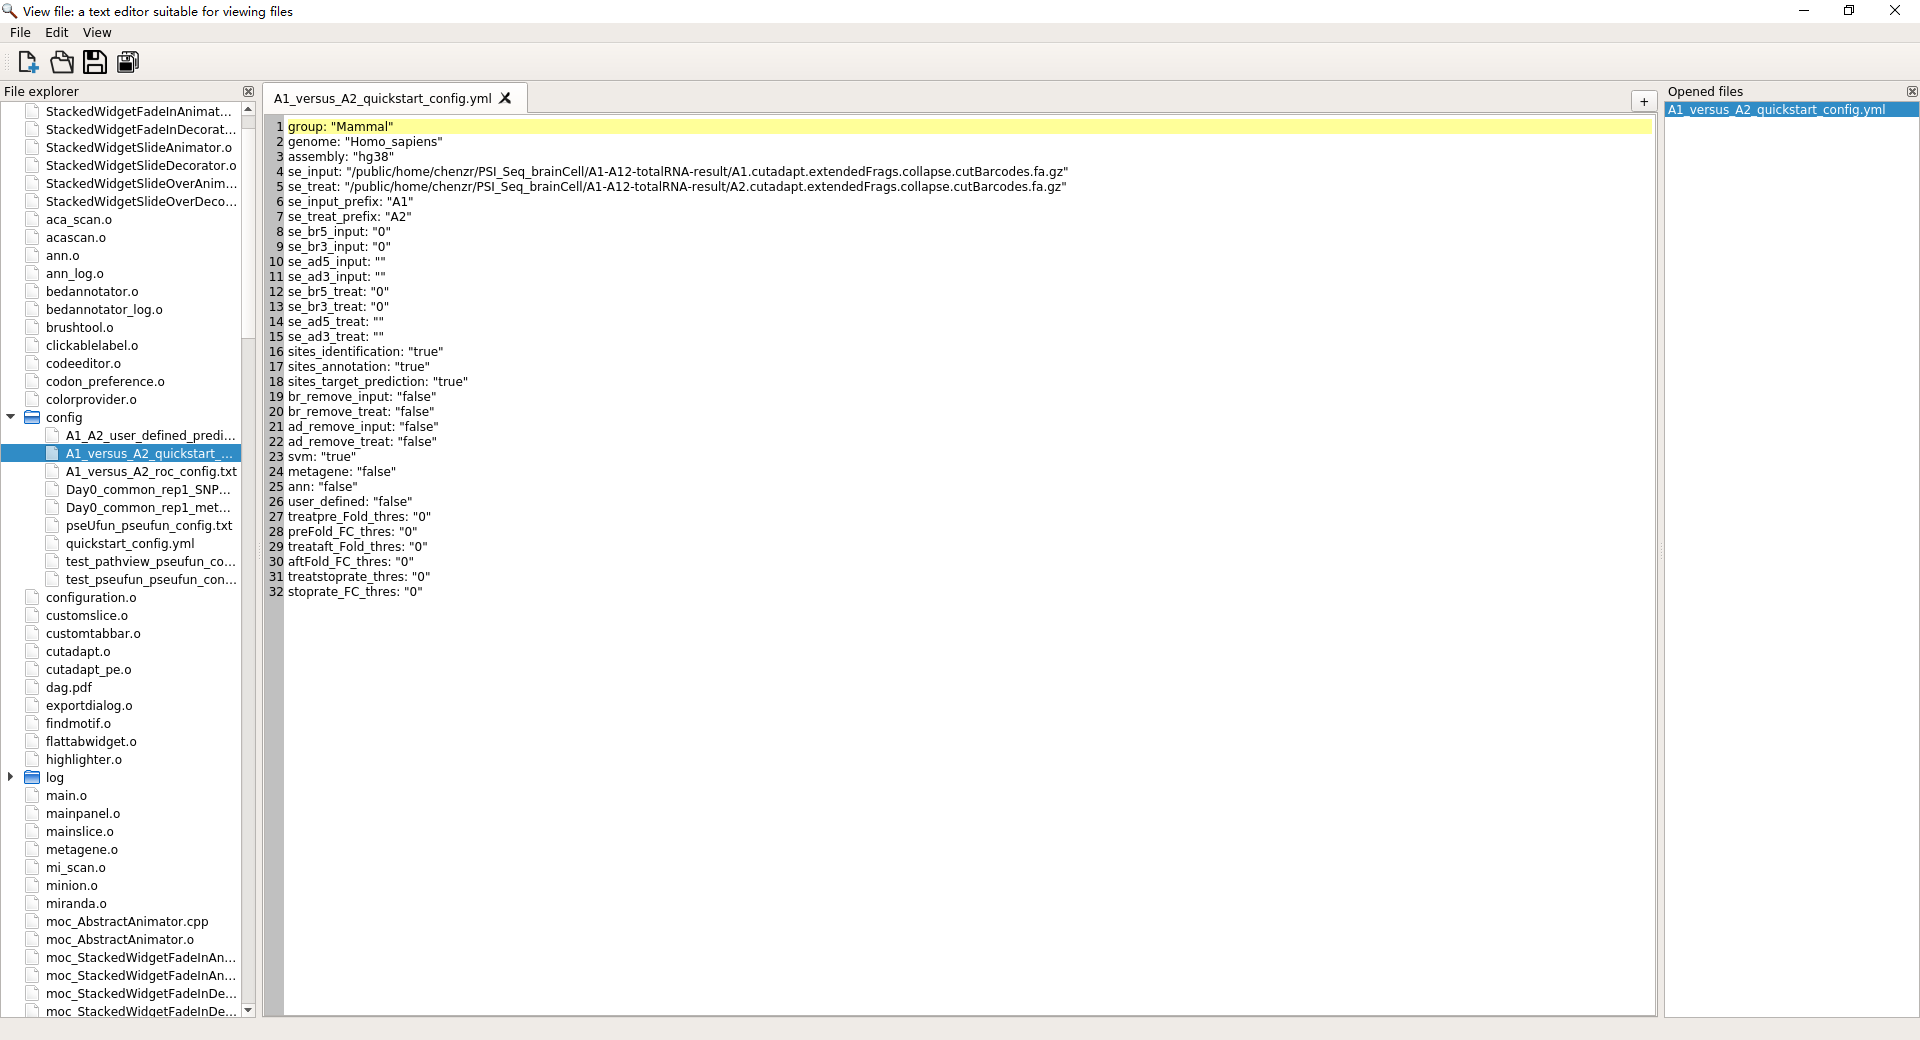 View file: a text editor suitable for viewing files
File Edit View
File explorer
StackedWidgetFadeInAnimat...
StackedWidgetFadeInDecorat...
StackedWidgetSlideAnimator.o
StackedWidgetSlideDecorator.o
StackedWidgetSlideOverAnim...
StackedWidgetSlideOverDeco...
aca_scan.o
acascan.o
ann.o
ann_log.o
bedannotator.o
bedannotator_log.o
brushtool.o
clickablelabel.o
codeeditor.o
codon_preference.o
colorprovider.o
config
A1_A2_user_defined_predi...
A1_versus_A2_quickstart_...
A1_versus_A2_roc_config.txt
Day0_common_rep1_SNP...
Day0_common_rep1_met...
pseUfun_pseufun_config.txt
quickstart_config.yml
test_pathview_pseufun_co...
test_pseufun_pseufun_con...
configuration.o
customslice.o
customtabbar.o
cutadapt.o
cutadapt_pe.o
dag.pdf
exportdialog.o
findmotif.o
flattabwidget.o
highlighter.o
log
main.o
mainpanel.o
mainslice.o
metagene.o
mi_scan.o
minion.o
miranda.o
moc_AbstractAnimator.cpp
moc_AbstractAnimator.o
moc_StackedWidgetFadeInAn...
moc_StackedWidgetFadeInAn...
moc_StackedWidgetFadeInDe...
moc_StackedWidgetFadeInDe...
A1_versus_A2_quickstart_config.yml
+
1 group: "Mammal"
2 genome: "Homo_sapiens"
3 assembly: "hg38"
4 se_input: "/public/home/chenzr/PSI_Seq_brainCell/A1-A12-totalRNA-result/A1.cutadapt.extendedFrags.collapse.cutBarcodes.fa.gz"
5 se_treat: "/public/home/chenzr/PSI_Seq_brainCell/A1-A12-totalRNA-result/A2.cutadapt.extendedFrags.collapse.cutBarcodes.fa.gz"
6 se_input_prefix: "A1"
7 se_treat_prefix: "A2"
8 se_br5_input: "0"
9 se_br3_input: "0"
10 se_ad5_input: ""
11 se_ad3_input: ""
12 se_br5_treat: "0"
13 se_br3_treat: "0"
14 se_ad5_treat: ""
15 se_ad3_treat: ""
16 sites_identification: "true"
17 sites_annotation: "true"
18 sites_target_prediction: "true"
19 br_remove_input: "false"
20 br_remove_treat: "false"
21 ad_remove_input: "false"
22 ad_remove_treat: "false"
23 svm: "true"
24 metagene: "false"
25 ann: "false"
26 user_defined: "false"
27 treatpre_Fold_thres: "0"
28 preFold_FC_thres: "0"
29 treataft_Fold_thres: "0"
30 aftFold_FC_thres: "0"
31 treatstoprate_thres: "0"
32 stoprate_FC_thres: "0"
Opened files
A1_versus_A2_quickstart_config.yml